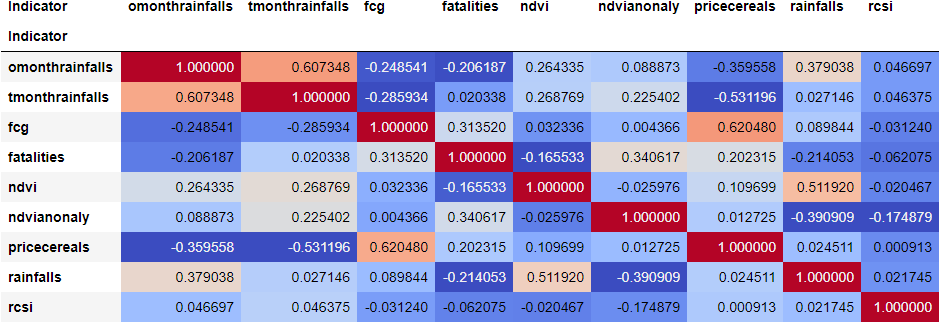 Indicator omonthrainfalls tmonthrainfalls fcg fatalities ndvi ndvianonaly pricecereals rainfalls rcsi
Indicator
omonthrainfalls 1.000000 0.607348 -0.248541 -0.206187 0.264335 0.088873 -0.359558 0.379038 0.046697
tmonthrainfalls 0.607348 1.000000 -0.285934 0.020338 0.268769 0.225402 -0.531196 0.027146 0.046375
fcg -0.248541 -0.285934 1.000000 0.313520 0.032336 0.004366 0.620480 0.089844 -0.031240
fatalities -0.206187 0.020338 0.313520 1.000000 -0.165533 0.340617 0.202315 -0.214053 -0.062075
ndvi 0.264335 0.268769 0.032336 -0.165533 1.000000 -0.025976 0.109699 0.511920 -0.020467
ndvianonaly 0.088873 0.225402 0.004366 0.340617 -0.025976 1.000000 0.012725 -0.390909 -0.174879
pricecereals -0.359558 -0.531196 0.620480 0.202315 0.109699 0.012725 1.000000 0.024511 0.000913
rainfalls 0.379038 0.027146 0.089844 -0.214053 0.511920 -0.390909 0.024511 1.000000 0.021745
rcsi 0.046697 0.046375 -0.031240 -0.062075 -0.020467 -0.174879 0.000913 0.021745 1.000000